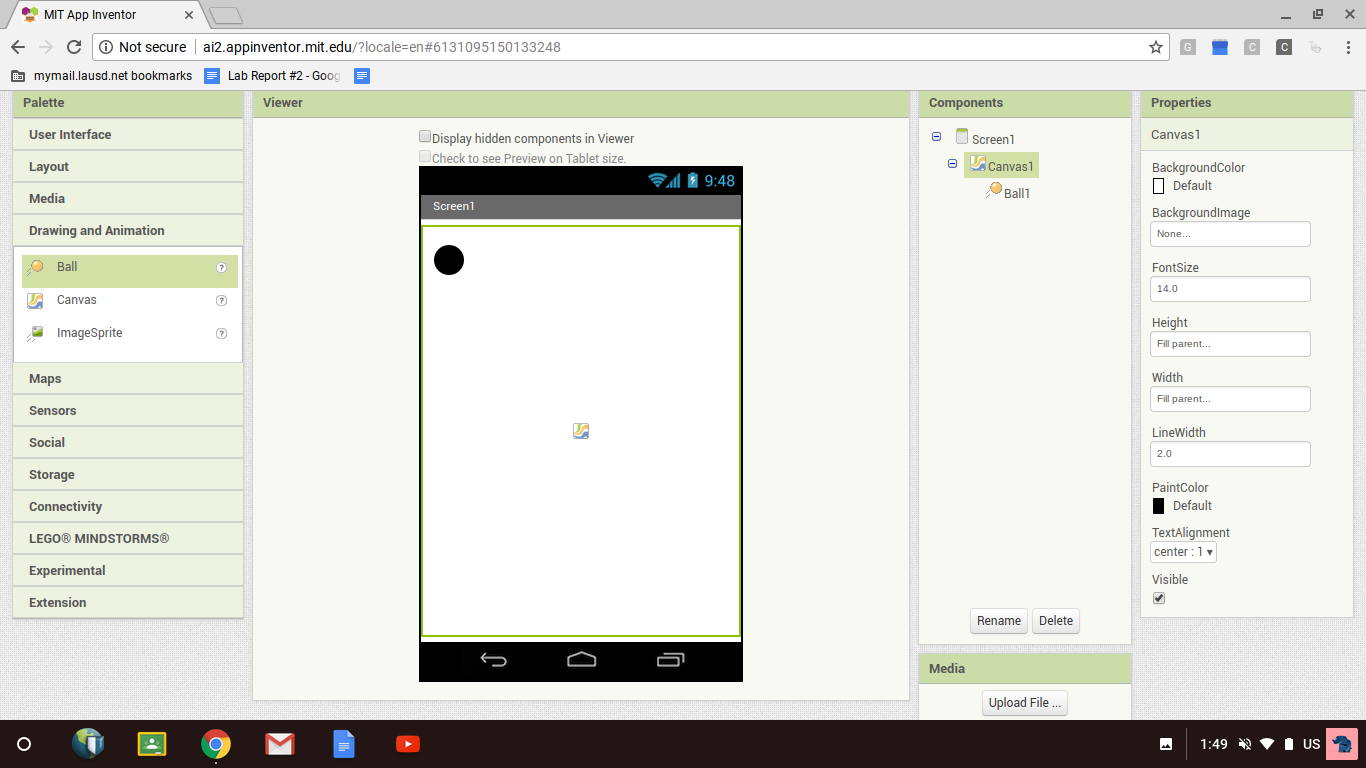 MIT App Inventor
Not secure
ai2.appinventor.mit.edu/?locale=en#6131095150133248
G
C
C
mymail.lausd.net bookmarks
Lab Report #2 - Goog
Palette
User Interface
Layout
Media
Drawing and Animation
Ball ?
Canvas ?
ImageSprite ?
Maps
Sensors
Social
Storage
Connectivity
LEGO® MINDSTORMS®
Experimental
Extension
Viewer
Display hidden components in Viewer
Check to see Preview on Tablet size.
9:48
Screen1
Components
Screen1
Canvas1
Ball1
Rename
Delete
Media
Upload File ...
Properties
Canvas1
BackgroundColor
Default
BackgroundImage
None...
FontSize
14.0
Height
Fill parent...
Width
Fill parent...
LineWidth
2.0
PaintColor
Default
TextAlignment
center : 1
Visible
1:49
US